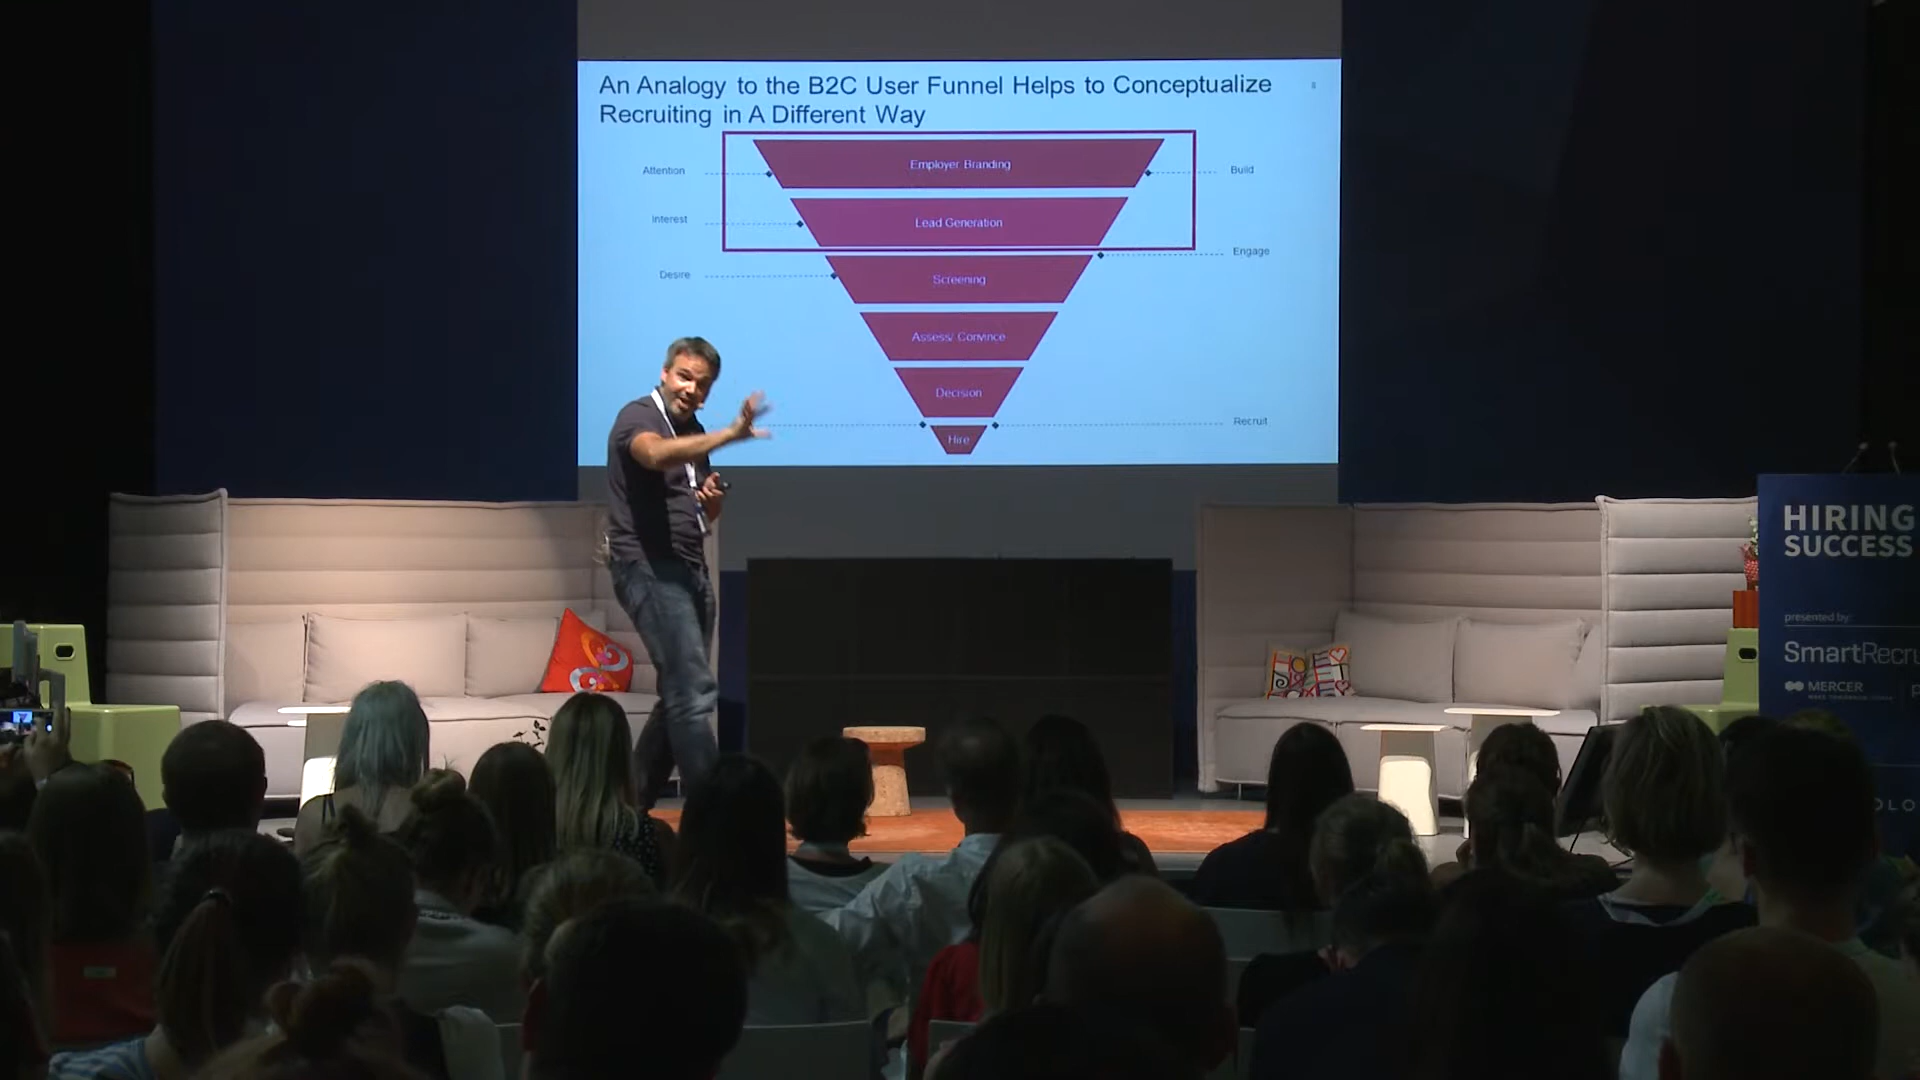 An Analogy to the B2C User Funnel Helps to Conceptualize
Recruiting in A Different Way
8
Employer Branding
Attention
Build
Interest
Lead Generation
Engage
Desire
Screening
Assess/ Convince
Decision
Recruit
Hire
HIRING
SUCCESS
presented by:
SmartRecru
MERCER